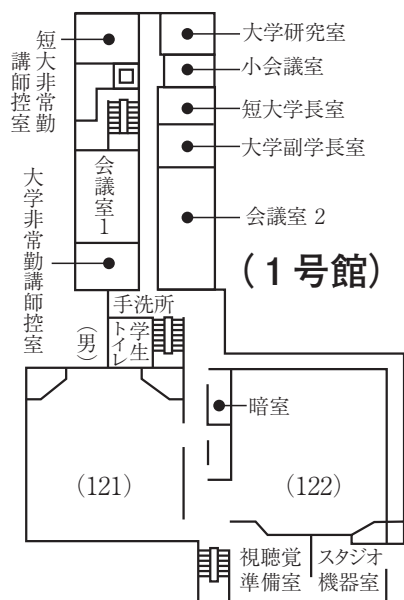 短大非常勤
講師控室
大学研究室
小会議室
短大学長室
大学副学長室
会議室1
会議室 2
大学非常勤講師控室
(1号館)
手洗所
学生
トイレ
(男)
暗室
(121)
(122)
視聴覚
準備室
スタジオ
機器室